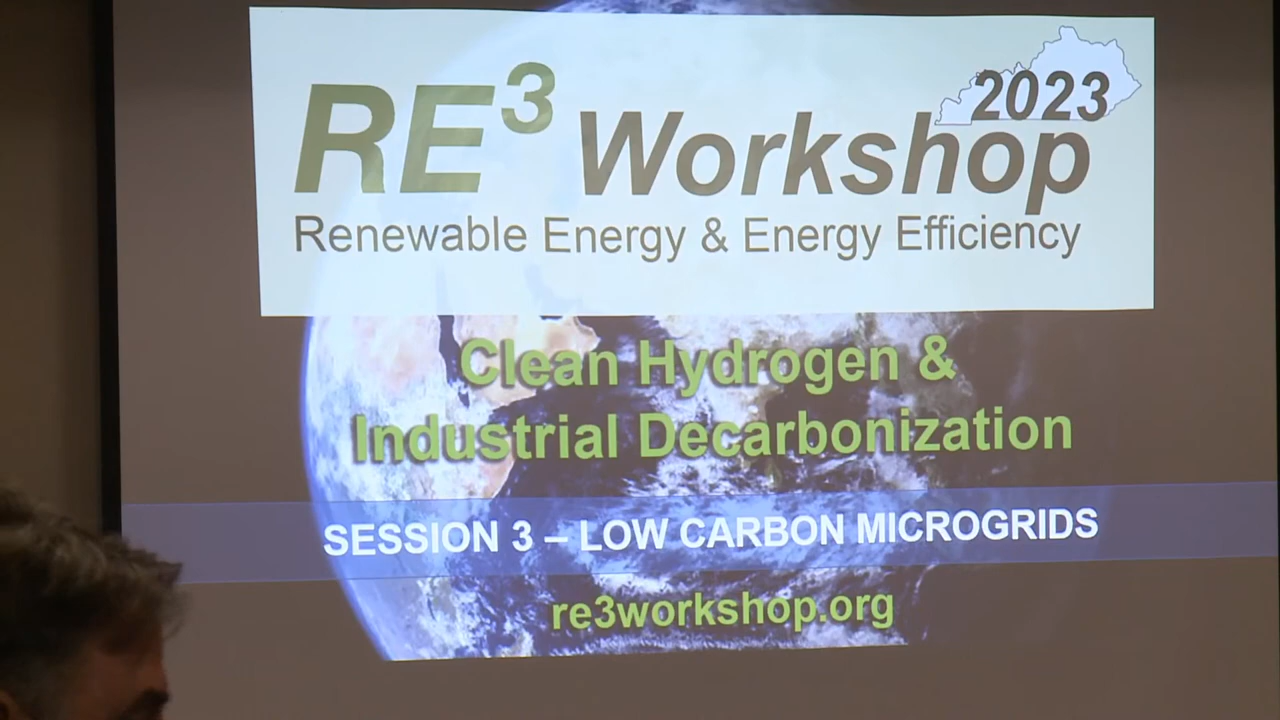 RE³ Workshop 2023
Renewable Energy & Energy Efficiency
Clean Hydrogen &
Industrial Decarbonization
SESSION 3 – LOW CARBON MICROGRIDS
re3workshop.org